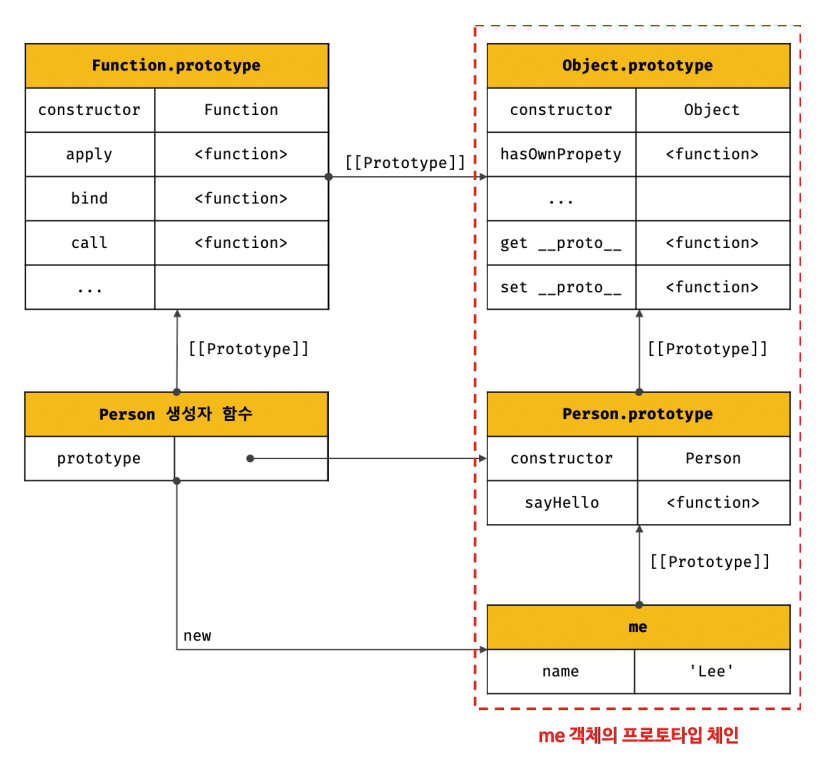 Function.prototype
constructor Function
apply <function>
bind <function>
call <function>
...
[[Prototype]]
Object.prototype
constructor Object
hasOwnPropety <function>
...
get __proto__ <function>
set __proto__ <function>
[[Prototype]]
[[Prototype]]
Person 생성자 함수
prototype
Person.prototype
constructor Person
sayHello <function>
[[Prototype]]
new
me
name 'Lee'
me 객체의 프로토타입 체인